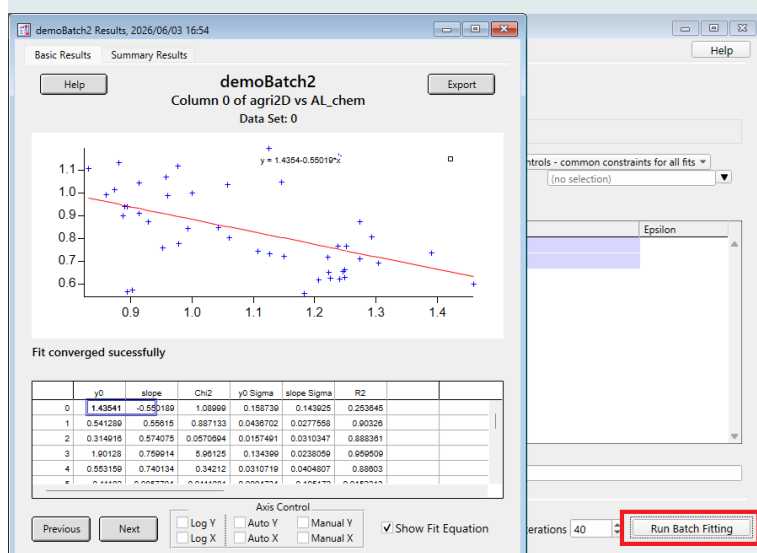 demoBatch2 Results, 2026/06/03 16:54
Basic Results Summary Results
Help
demoBatch2
Export
Column 0 of agri2D vs AL_chem
Data Set: 0
y = 1.4354-0.55019*x
1.1
1.0
0.9
0.8
0.7
0.6
0.9 1.0 1.1 1.2 1.3 1.4
Fit converged sucessfully
y0 slope Chi2 y0 Sigma slope Sigma R2
0 1.43541 -0.550189 1.08999 0.158739 0.143925 0.253645
1 0.541289 0.55615 0.887133 0.0436702 0.0277558 0.90326
2 0.314916 0.574075 0.0570694 0.0157491 0.0310347 0.888361
3 1.90128 0.759914 5.96125 0.134399 0.0238059 0.959509
4 0.553159 0.740134 0.34212 0.0310719 0.0404807 0.88603
Previous
Next
Axis Control
Log Y Auto Y Manual Y
Log X Auto X Manual X
Show Fit Equation
Help
ntrols - common constraints for all fits
(no selection)
Epsilon
erations 40
Run Batch Fitting